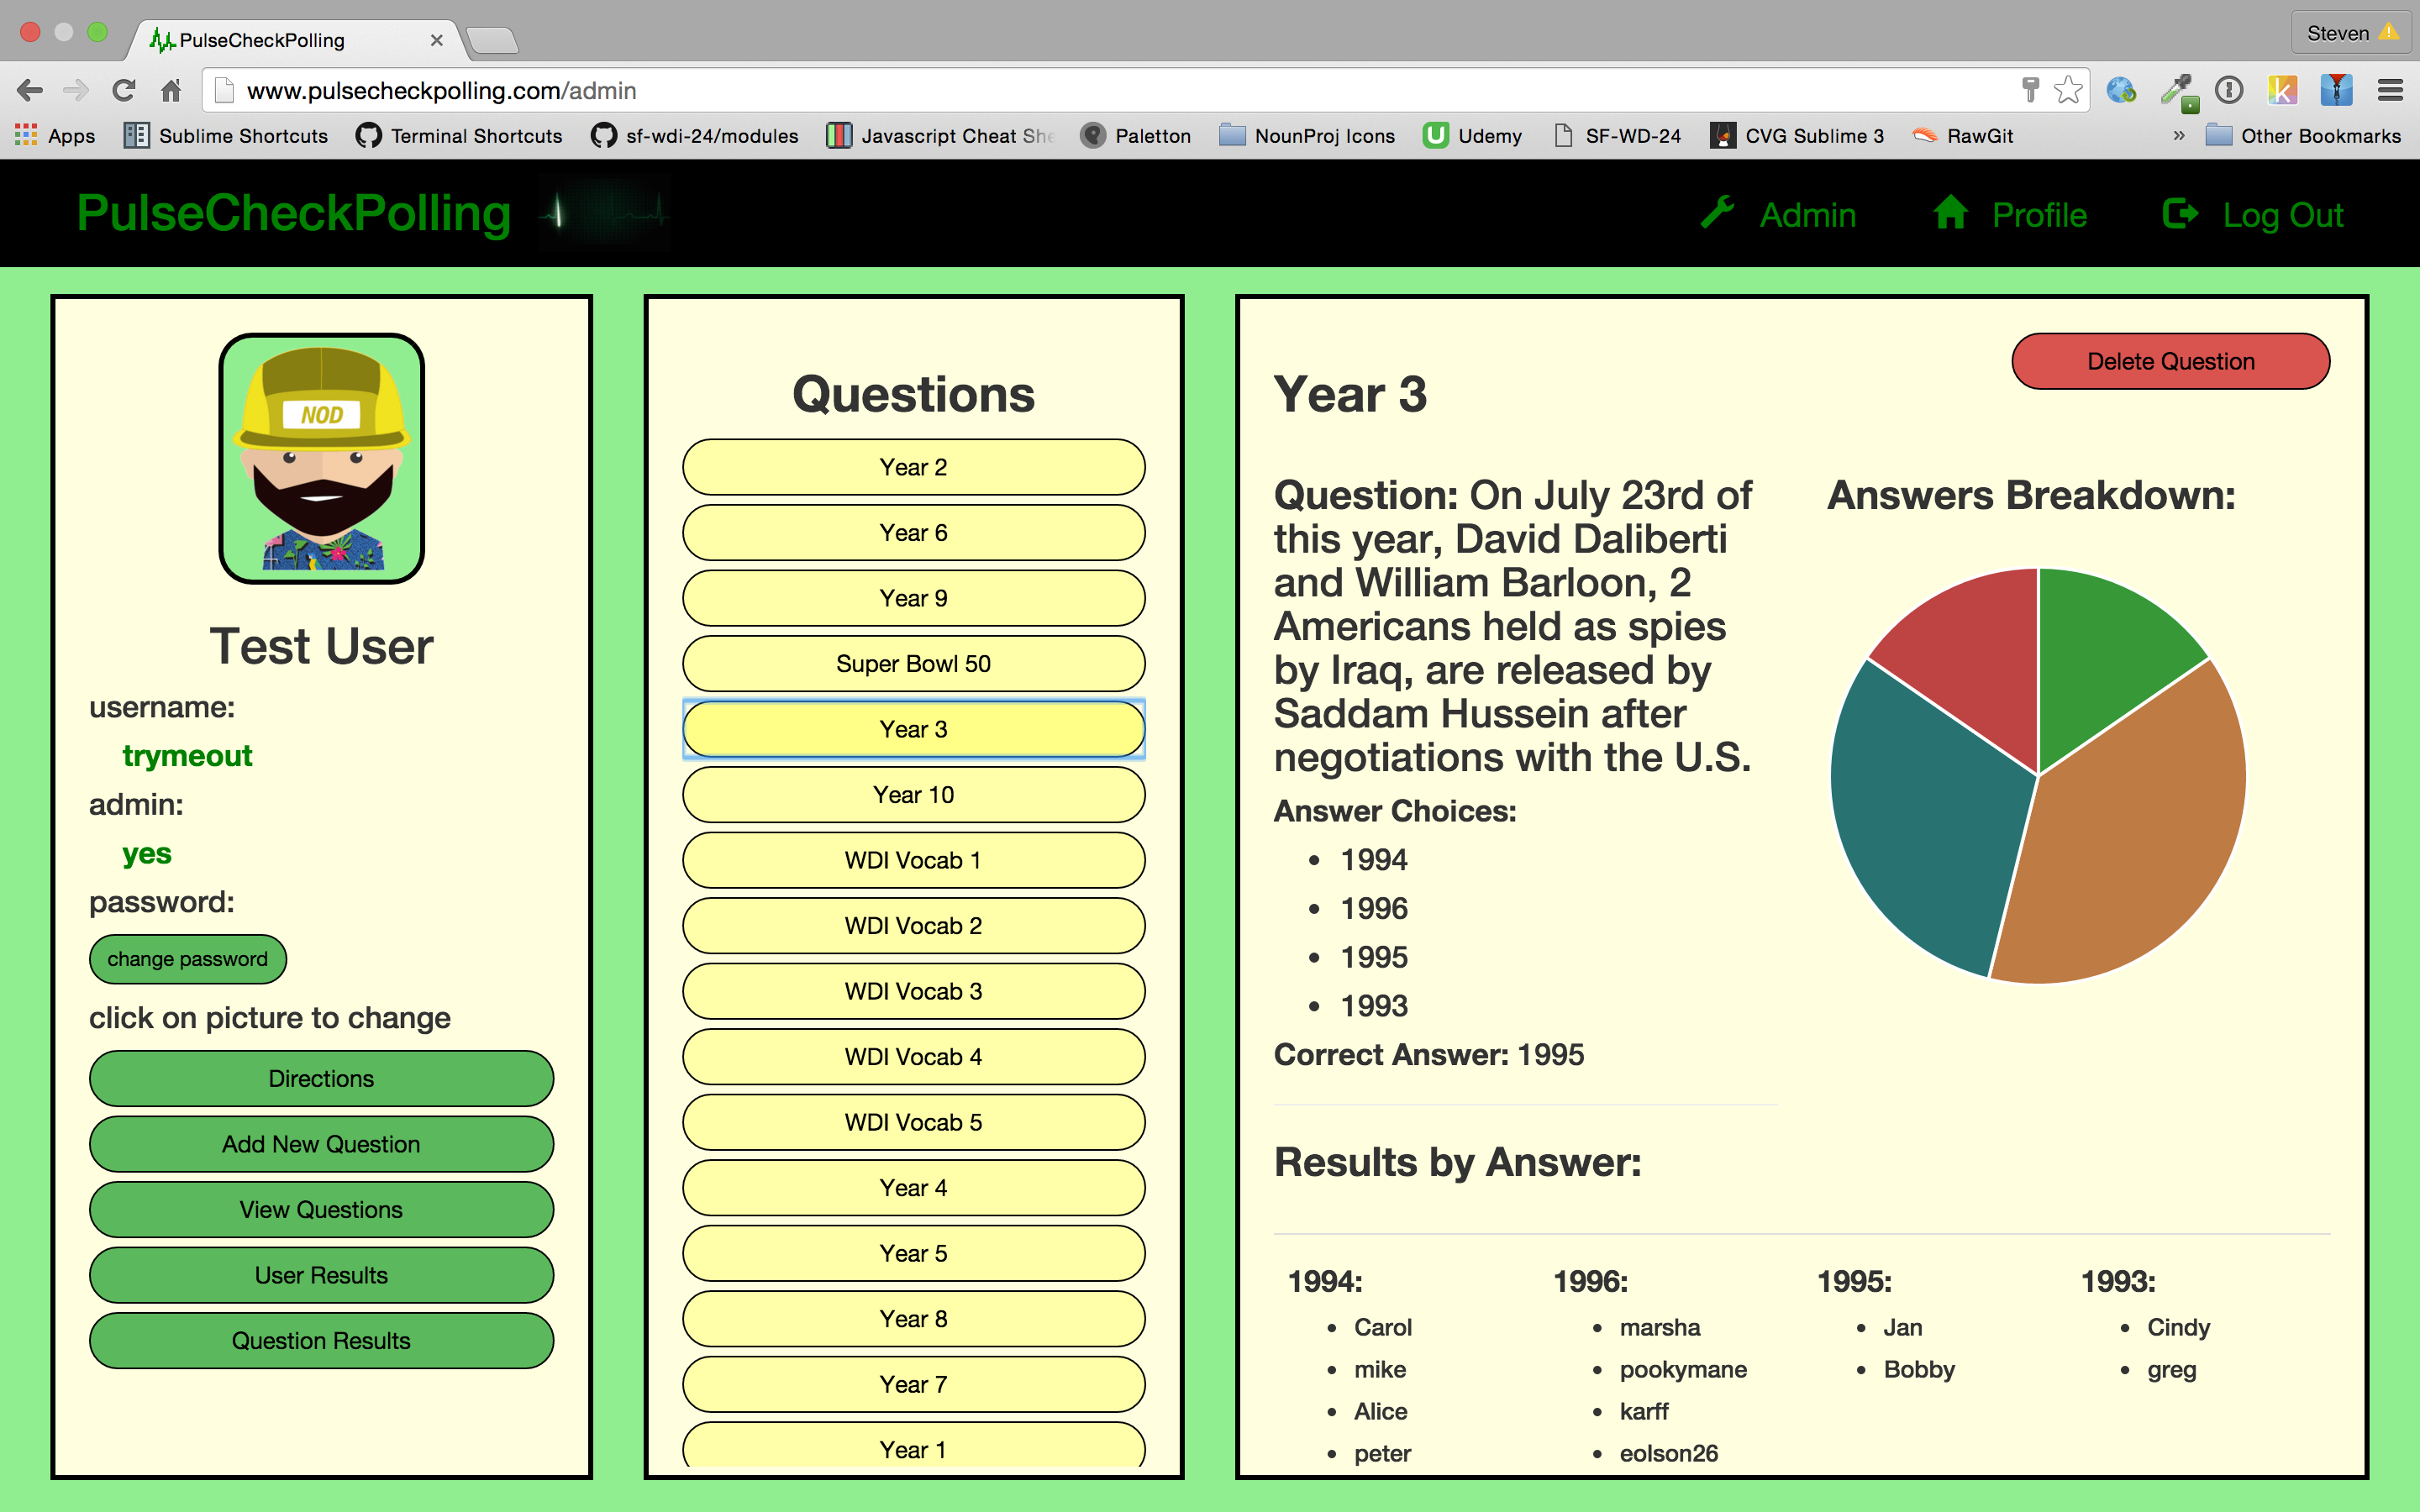 PulseCheckPolling
Steven
www.pulsecheckpolling.com/admin
Apps
Sublime Shortcuts
Terminal Shortcuts
sf-wdi-24/modules
Javascript Cheat She
Paletton
NounProj Icons
Udemy
SF-WD-24
CVG Sublime 3
RawGit
»
Other Bookmarks
PulseCheckPolling
Admin
Profile
Log Out
NOD
Test User
username:
trymeout
admin:
yes
password:
change password
click on picture to change
Directions
Add New Question
View Questions
User Results
Question Results
Questions
Year 2
Year 6
Year 9
Super Bowl 50
Year 3
Year 10
WDI Vocab 1
WDI Vocab 2
WDI Vocab 3
WDI Vocab 4
WDI Vocab 5
Year 4
Year 5
Year 8
Year 7
Year 1
Delete Question
Year 3
Question: On July 23rd of
this year, David Daliberti
and William Barloon, 2
Americans held as spies
by Iraq, are released by
Saddam Hussein after
negotiations with the U.S.
Answer Choices:
• 1994
• 1996
• 1995
• 1993
Correct Answer: 1995
Answers Breakdown:
Results by Answer:
1994:
• Carol
• mike
• Alice
• peter
1996:
• marsha
• pookymane
• karff
• eolson26
1995:
• Jan
• Bobby
1993:
• Cindy
• greg